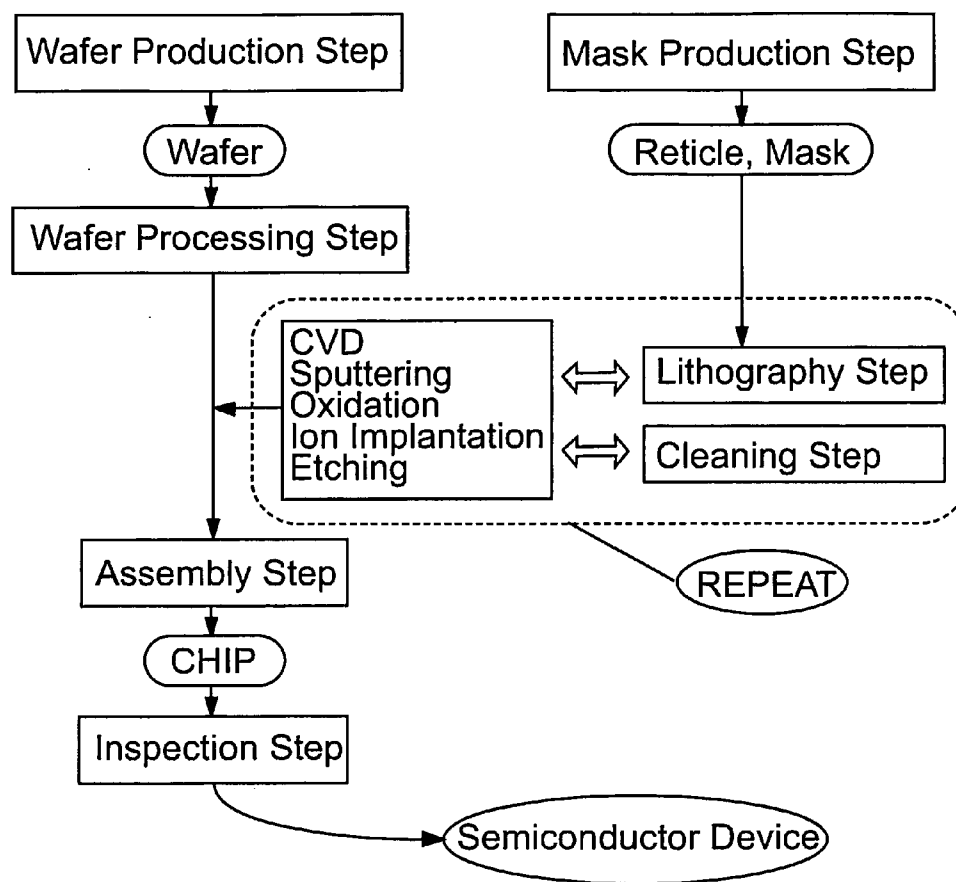 Wafer Production Step
Mask Production Step
Wafer
Reticle, Mask
Wafer Processing Step
CVD
Sputtering
Oxidation
Ion Implantation
Etching
Lithography Step
Cleaning Step
Assembly Step
REPEAT
CHIP
Inspection Step
Semiconductor Device